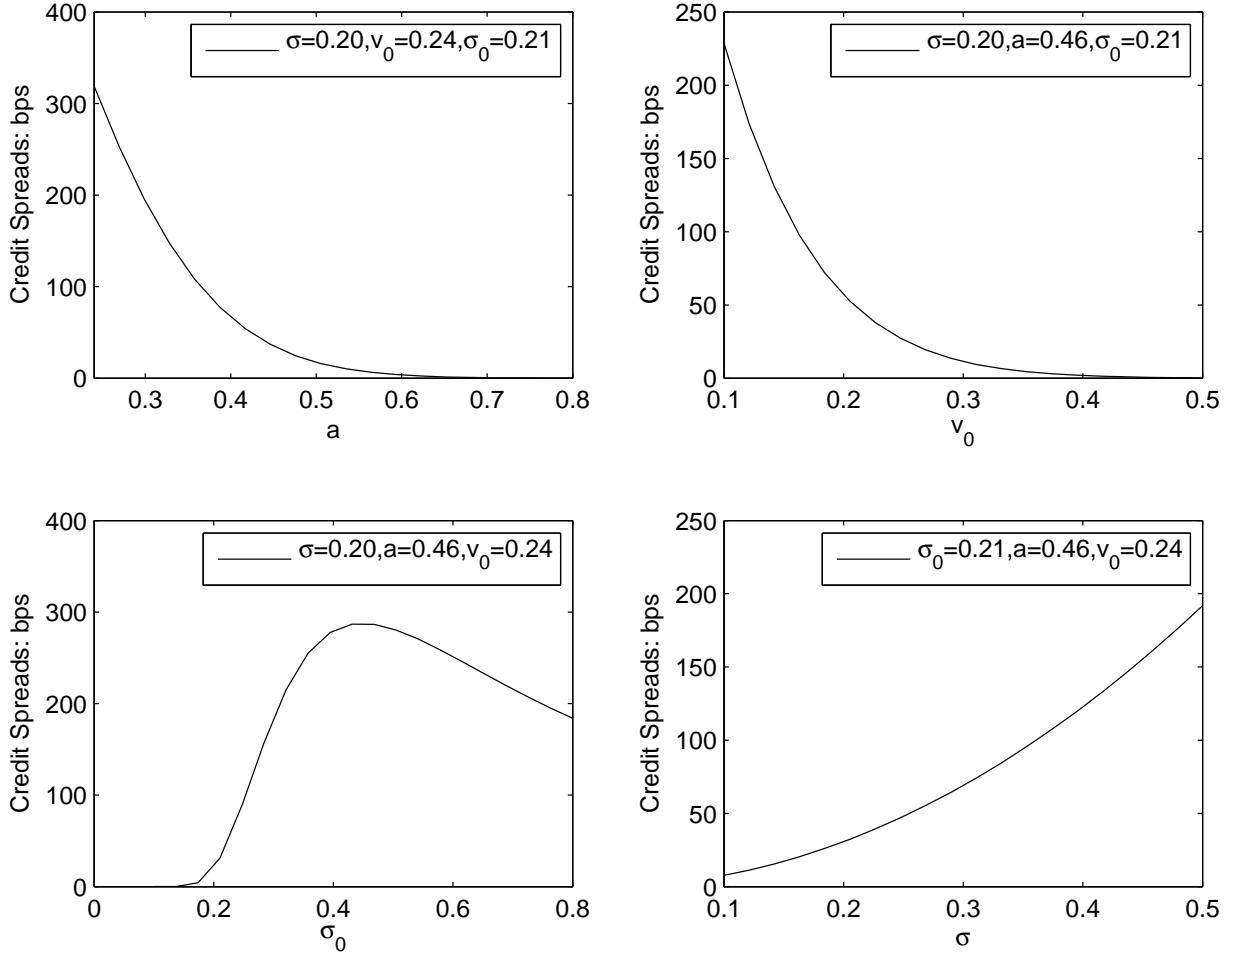 400
300
200
100
0
Credit Spreads: bps
σ=0.20,v₀=0.24,σ₀=0.21
0.3 0.4 0.5 0.6 0.7 0.8
a
250
200
150
100
50
0
Credit Spreads: bps
σ=0.20,a=0.46,σ₀=0.21
0.1 0.2 0.3 0.4 0.5
v₀
400
300
200
100
0
Credit Spreads: bps
σ=0.20,a=0.46,v₀=0.24
0 0.2 0.4 0.6 0.8
σ₀
250
200
150
100
50
0
Credit Spreads: bps
σ₀=0.21,a=0.46,v₀=0.24
0.1 0.2 0.3 0.4 0.5
σ